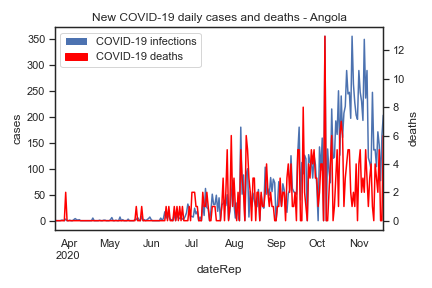 New COVID-19 daily cases and deaths - Angola
COVID-19 infections
COVID-19 deaths
350
300
250
200
150
100
50
0
cases
12
10
8
6
4
2
0
deaths
Apr May Jun Jul Aug Sep Oct Nov
2020
dateRep